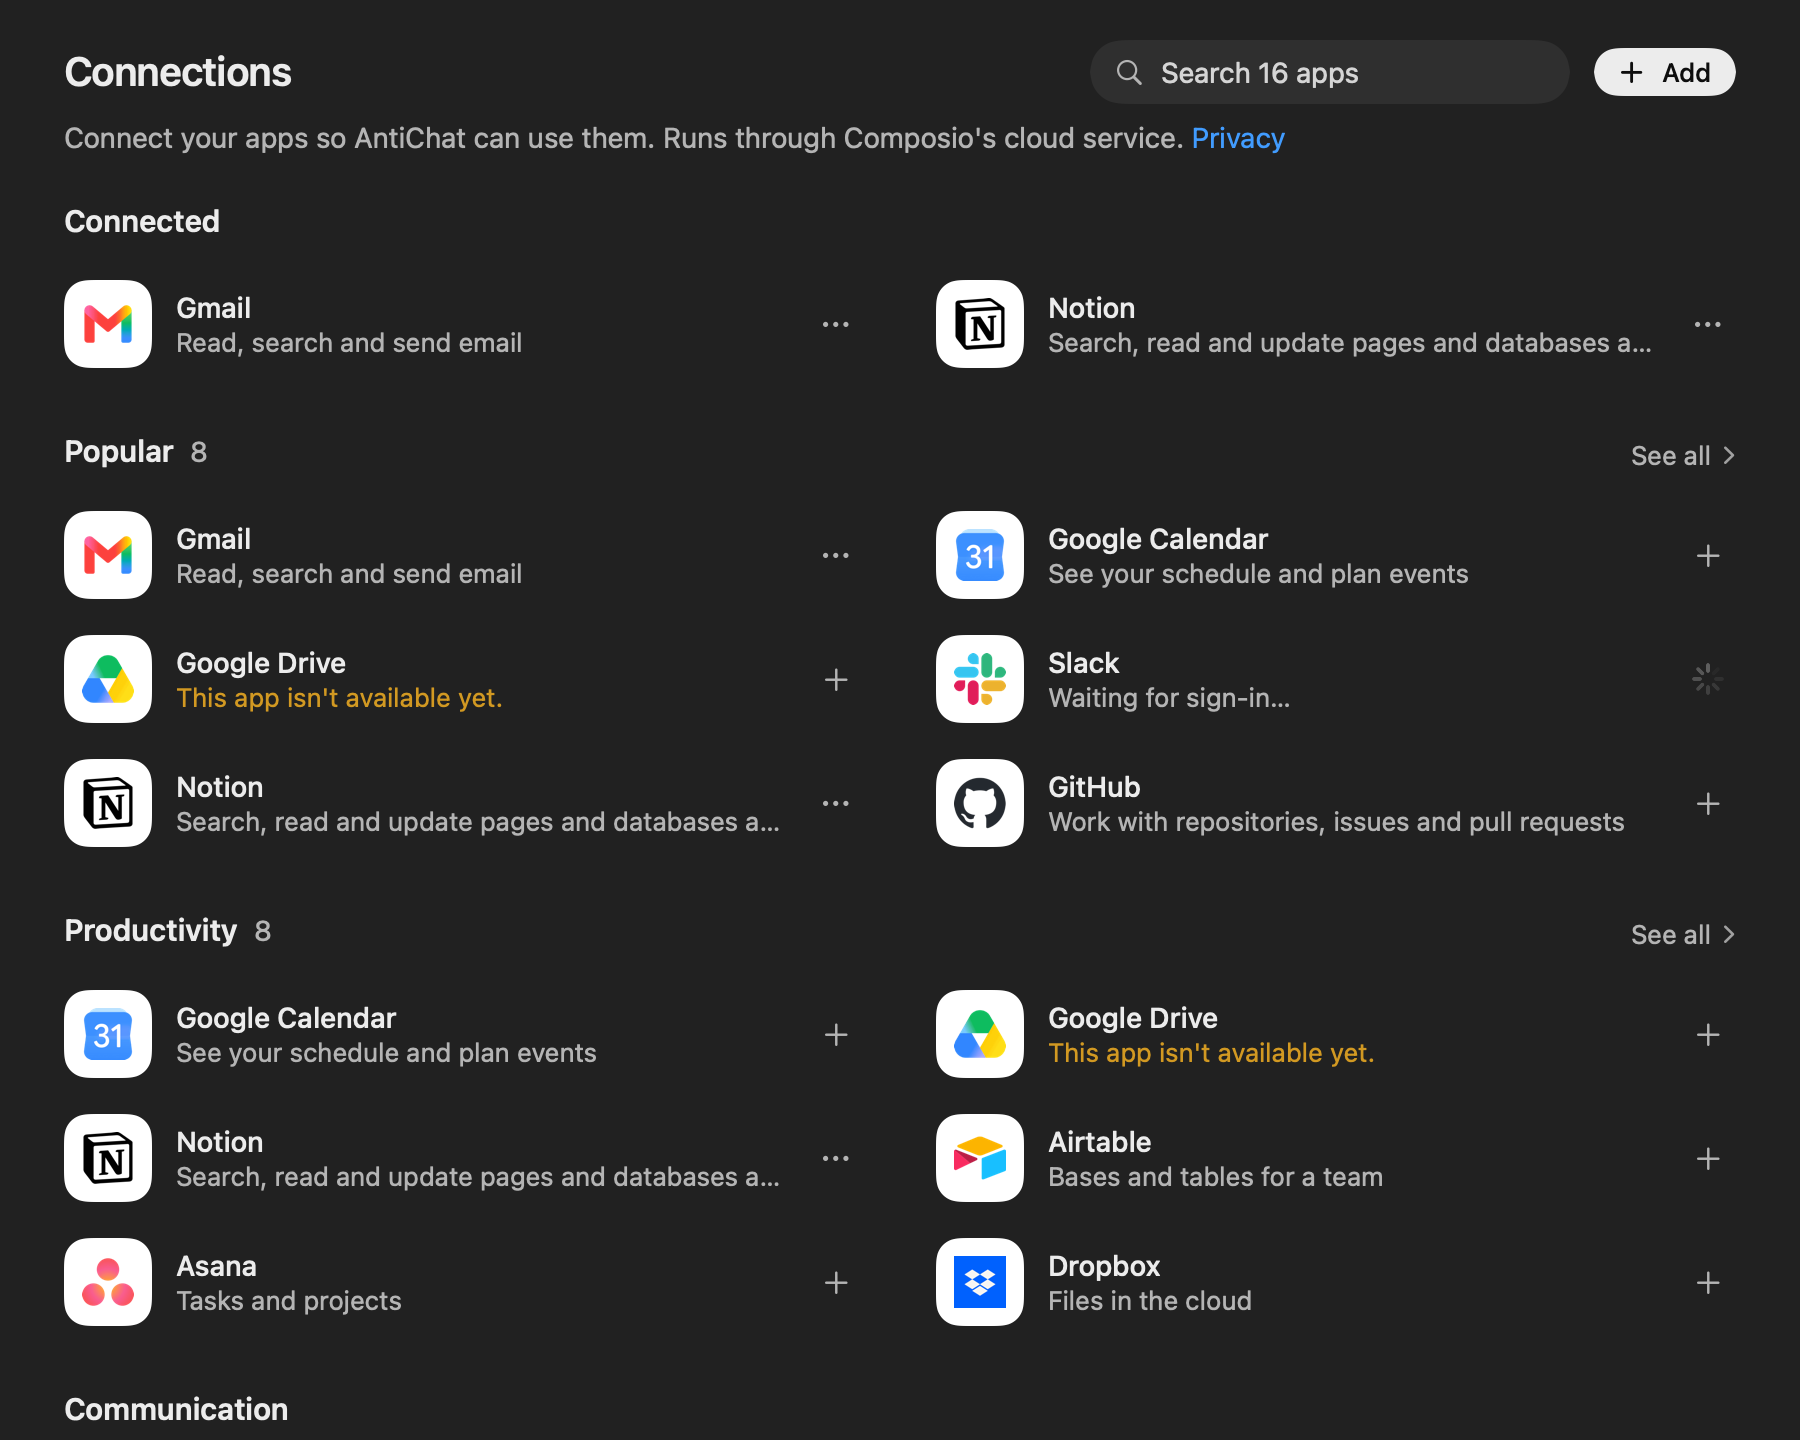 Connections
Search 16 apps
+ Add
Connect your apps so AntiChat can use them. Runs through Composio's cloud service. Privacy
Connected
Gmail
Read, search and send email
Notion
Search, read and update pages and databases a...
Popular 8
See all >
Gmail
Read, search and send email
Google Calendar
See your schedule and plan events
31
Google Drive
This app isn't available yet.
Slack
Waiting for sign-in...
Notion
Search, read and update pages and databases a...
GitHub
Work with repositories, issues and pull requests
Productivity 8
See all >
31
Google Calendar
See your schedule and plan events
Google Drive
This app isn't available yet.
Notion
Search, read and update pages and databases a...
Airtable
Bases and tables for a team
Asana
Tasks and projects
Dropbox
Files in the cloud
Communication